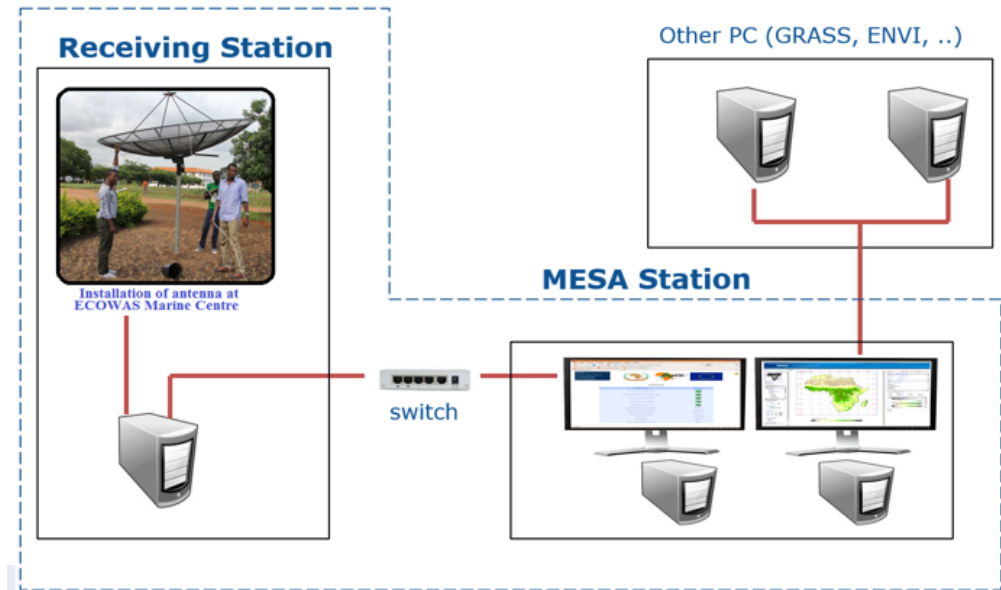 Receiving Station
Other PC (GRASS, ENVI, ..)
Installation of antenna at
ECOWAS Marine Centre
MESA Station
switch